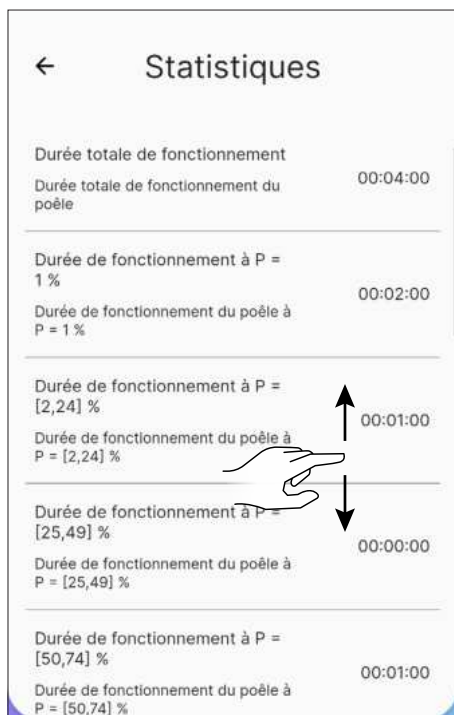 Statistiques
Durée totale de fonctionnement
Durée totale de fonctionnement du
poêle
00:04:00
Durée de fonctionnement à P =
1 %
Durée de fonctionnement du poêle à
P = 1 %
00:02:00
Durée de fonctionnement à P =
[2,24] %
Durée de fonctionnement du poêle à
P = [2,24] %
00:01:00
Durée de fonctionnement à P =
[25,49] %
Durée de fonctionnement du poêle à
P = [25,49] %
00:00:00
Durée de fonctionnement à P =
[50,74] %
Durée de fonctionnement du poêle à
P = [50,74] %
00:01:00